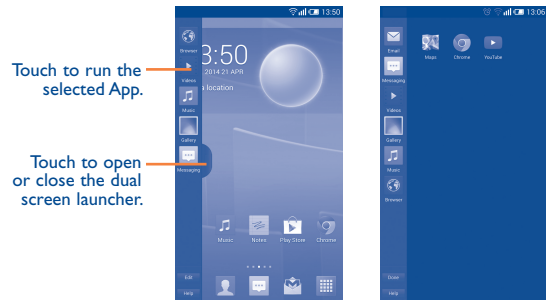 Touch to run the
selected App.
Touch to open
or close the dual
screen launcher.
13:50
Browser
Videos
Music
Gallery
Messaging
Edit
Help
3:50
2014 21 APR
a location
Music
Notes
Play Store
Chrome
13:06
Email
Messaging
Videos
Gallery
Music
Browser
Done
Help
Maps
Chrome
YouTube